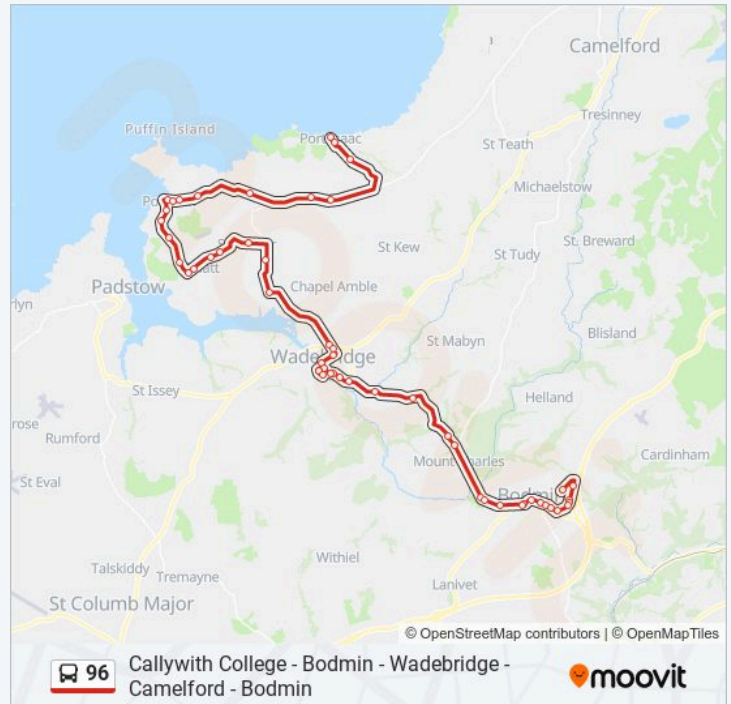 Camelford
Tresinney
Puffin Island
St Teath
Michaelstow
St. Breward
St Kew
St Tudy
Padstow
Chapel Amble
Blisland
St Mabyn
Wadebridge
St Issey
Helland
Rumford
Cardinham
St Eval
Bodmin
Withiel
Talskiddy
Tremayne
Lanivet
St Columb Major
© OpenStreetMap contributors | © OpenMapTiles
96
Callywith College - Bodmin - Wadebridge -
Camelford - Bodmin
moovit